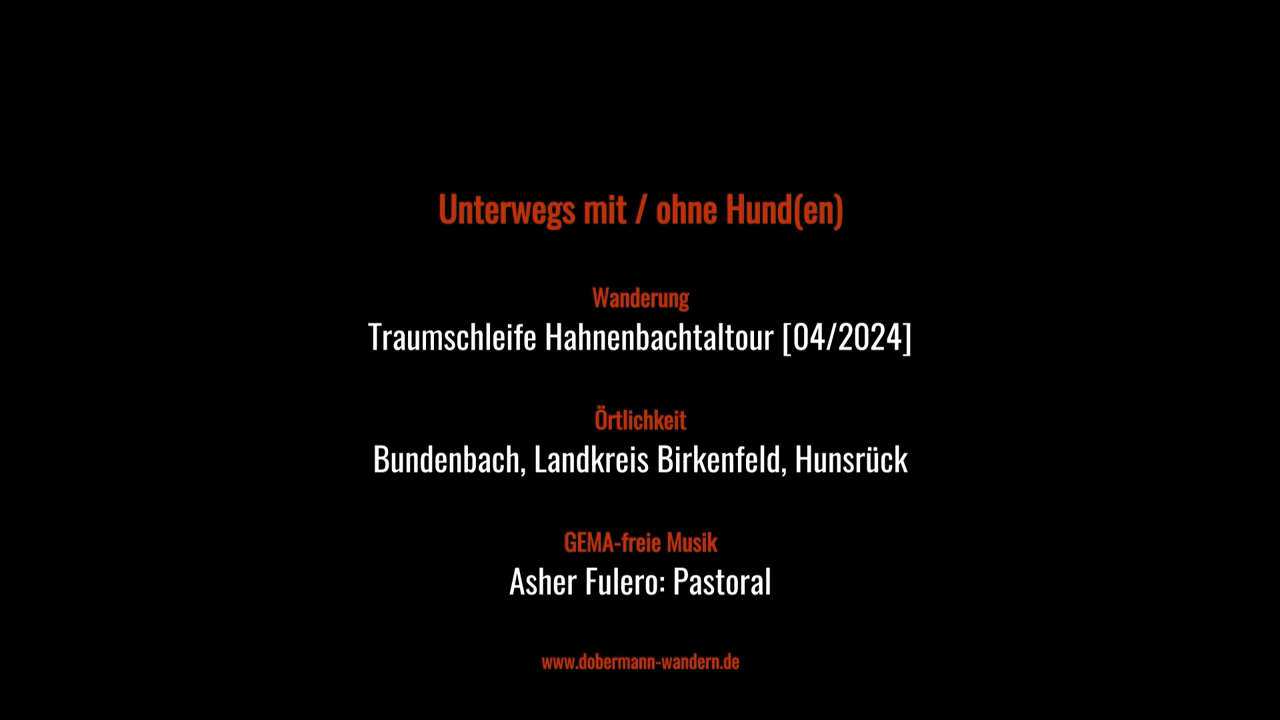 Unterwegs mit / ohne Hund(en)
Wanderung
Traumschleife Hahnenbachtaltour [04/2024]
Örtlichkeit
Bundenbach, Landkreis Birkenfeld, Hunsrück
GEMA-freie Musik
Asher Fulero: Pastoral
www.dobermann-wandern.de